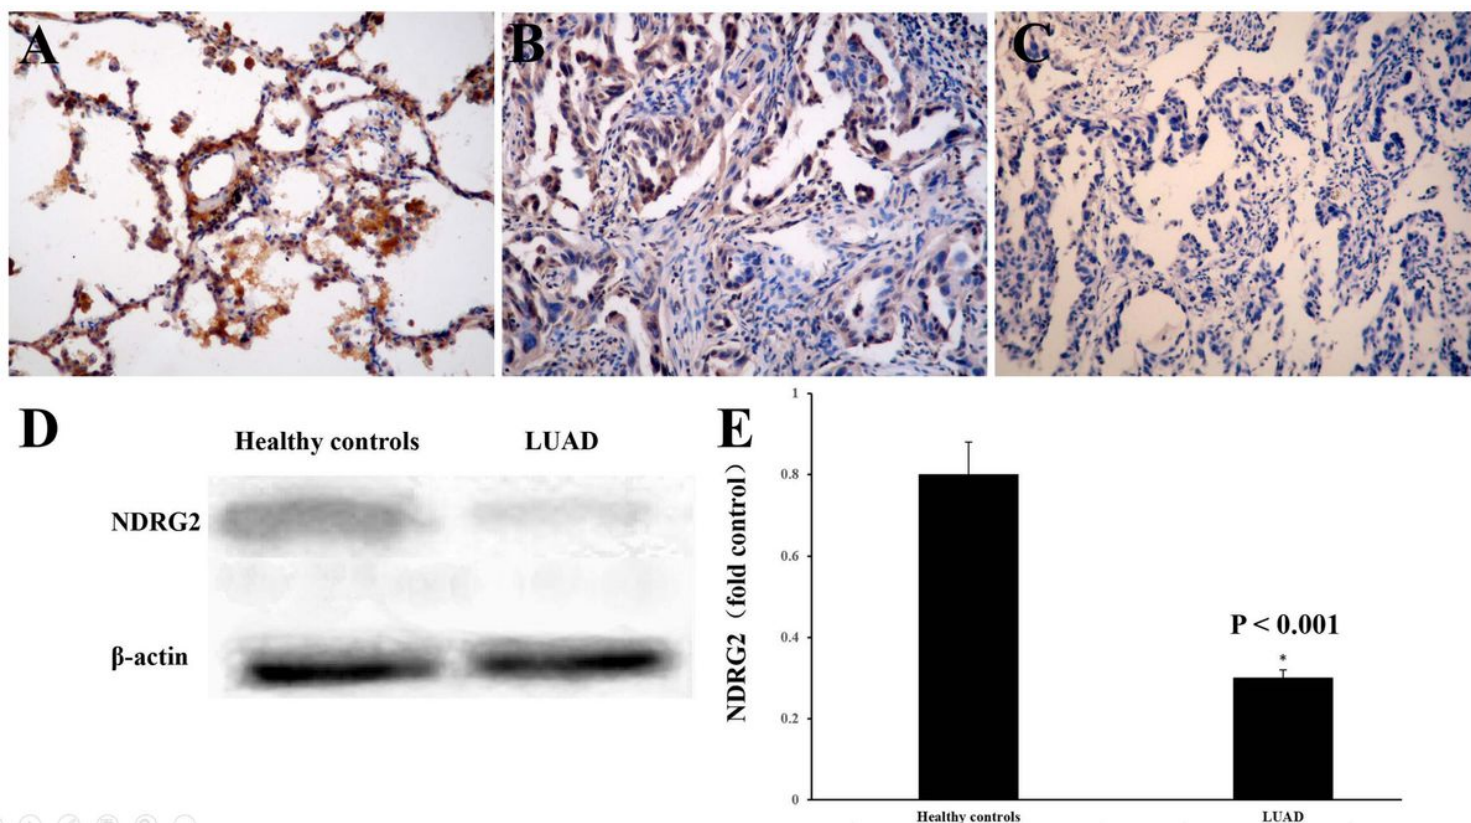 A
B
C
D
Healthy controls
LUAD
NDRG2
β-actin
E
NDRG2（fold control）
1
0.8
0.6
0.4
0.2
0
P < 0.001
*
Healthy controls
LUAD